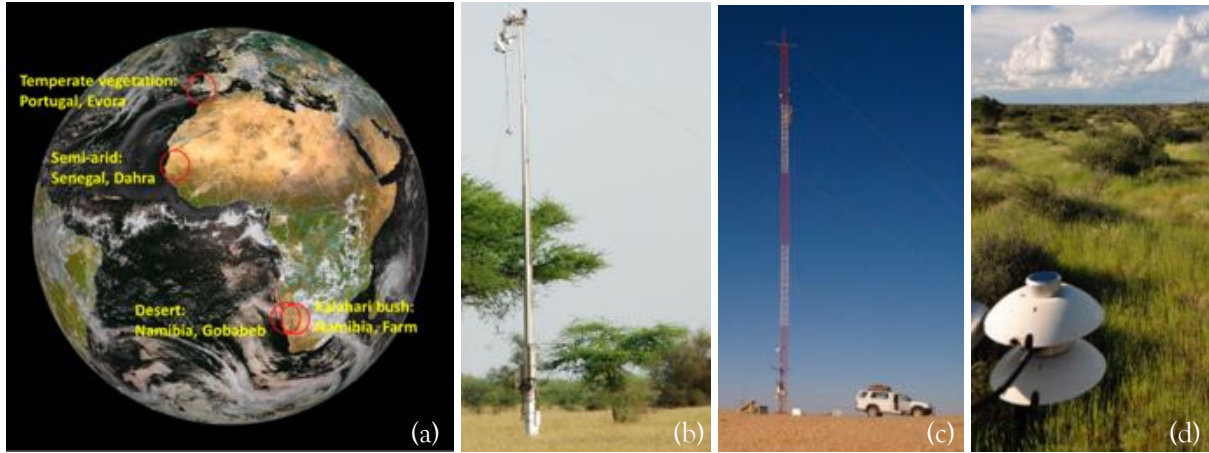 Temperate vegetation:
Portugal, Evora
Semi-arid:
Senegal, Dahra
Desert:
Namibia, Gobabeb
Kalahari bush:
Namibia, Farm
(a)
(b)
(c)
(d)